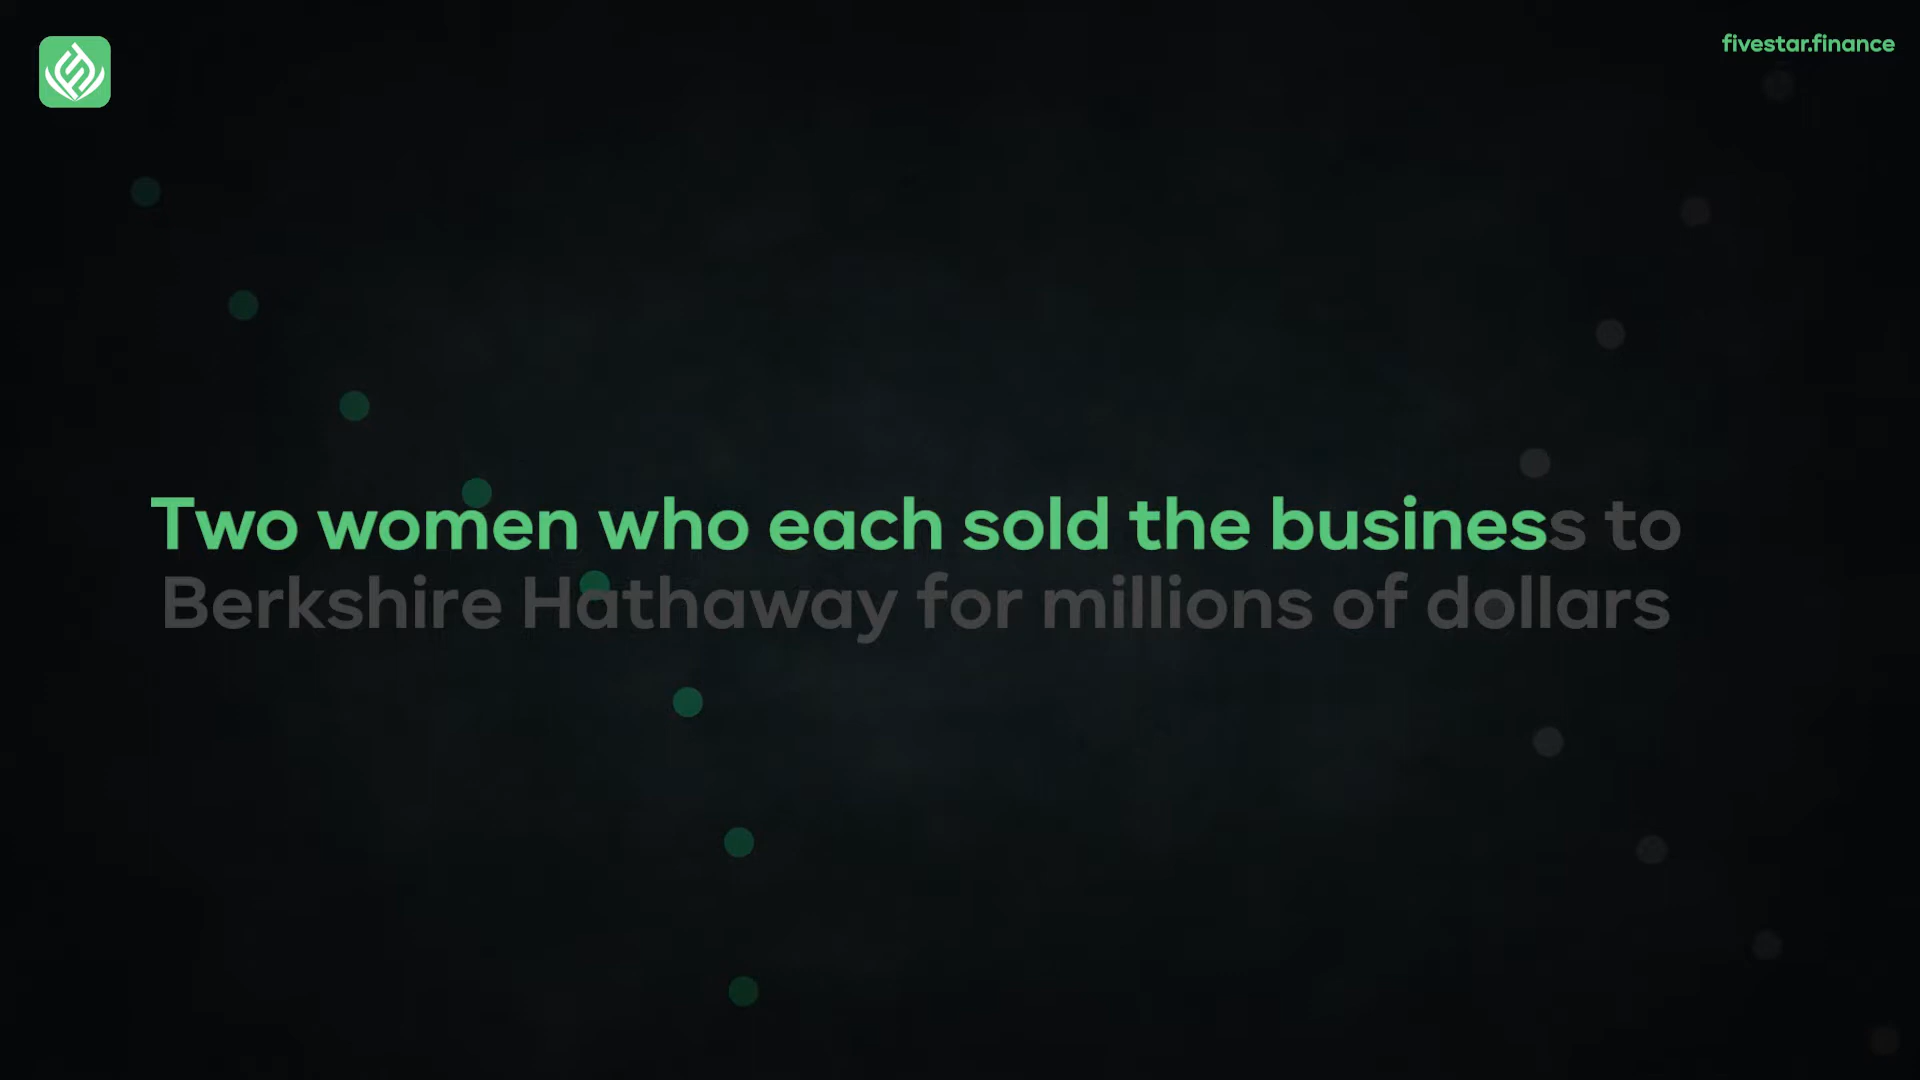 fivestar.finance
Two women who each sold the business to
Berkshire Hathaway for millions of dollars